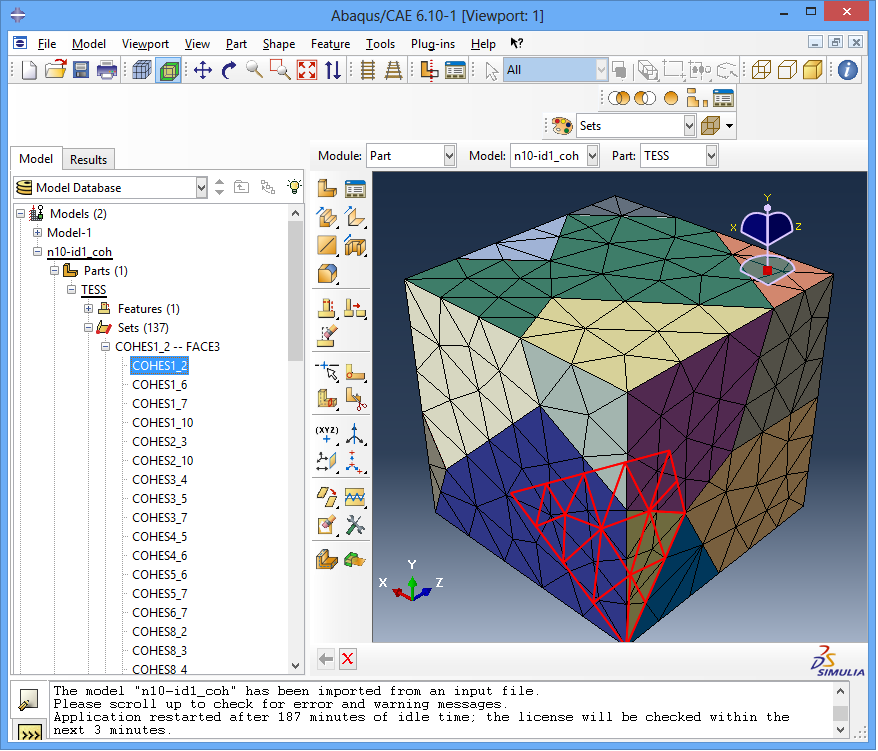 Abaqus/CAE 6.10-1 [Viewport: 1]
File Model Viewport View Part Shape Feature Tools Plug-ins Help
All
Sets
Model Results
Module: Part Model: n10-id1_coh Part: TESS
Model Database
Models (2)
Model-1
n10-id1_coh
Parts (1)
TESS
Features (1)
Sets (137)
COHES1_2 -- FACE3
COHES1_2
COHES1_6
COHES1_7
COHES1_10
COHES2_3
COHES2_10
COHES3_4
COHES3_5
COHES3_7
COHES4_5
COHES4_6
COHES5_6
COHES5_7
COHES6_7
COHES8_2
COHES8_3
COHES8_4
(XYZ)
Y
X
Z
Y
X
Z
SIMULIA
The model "n10-id1_coh" has been imported from an input file.
Please scroll up to check for error and warning messages.
Application restarted after 187 minutes of idle time; the license will be checked within the
next 3 minutes.
>>>